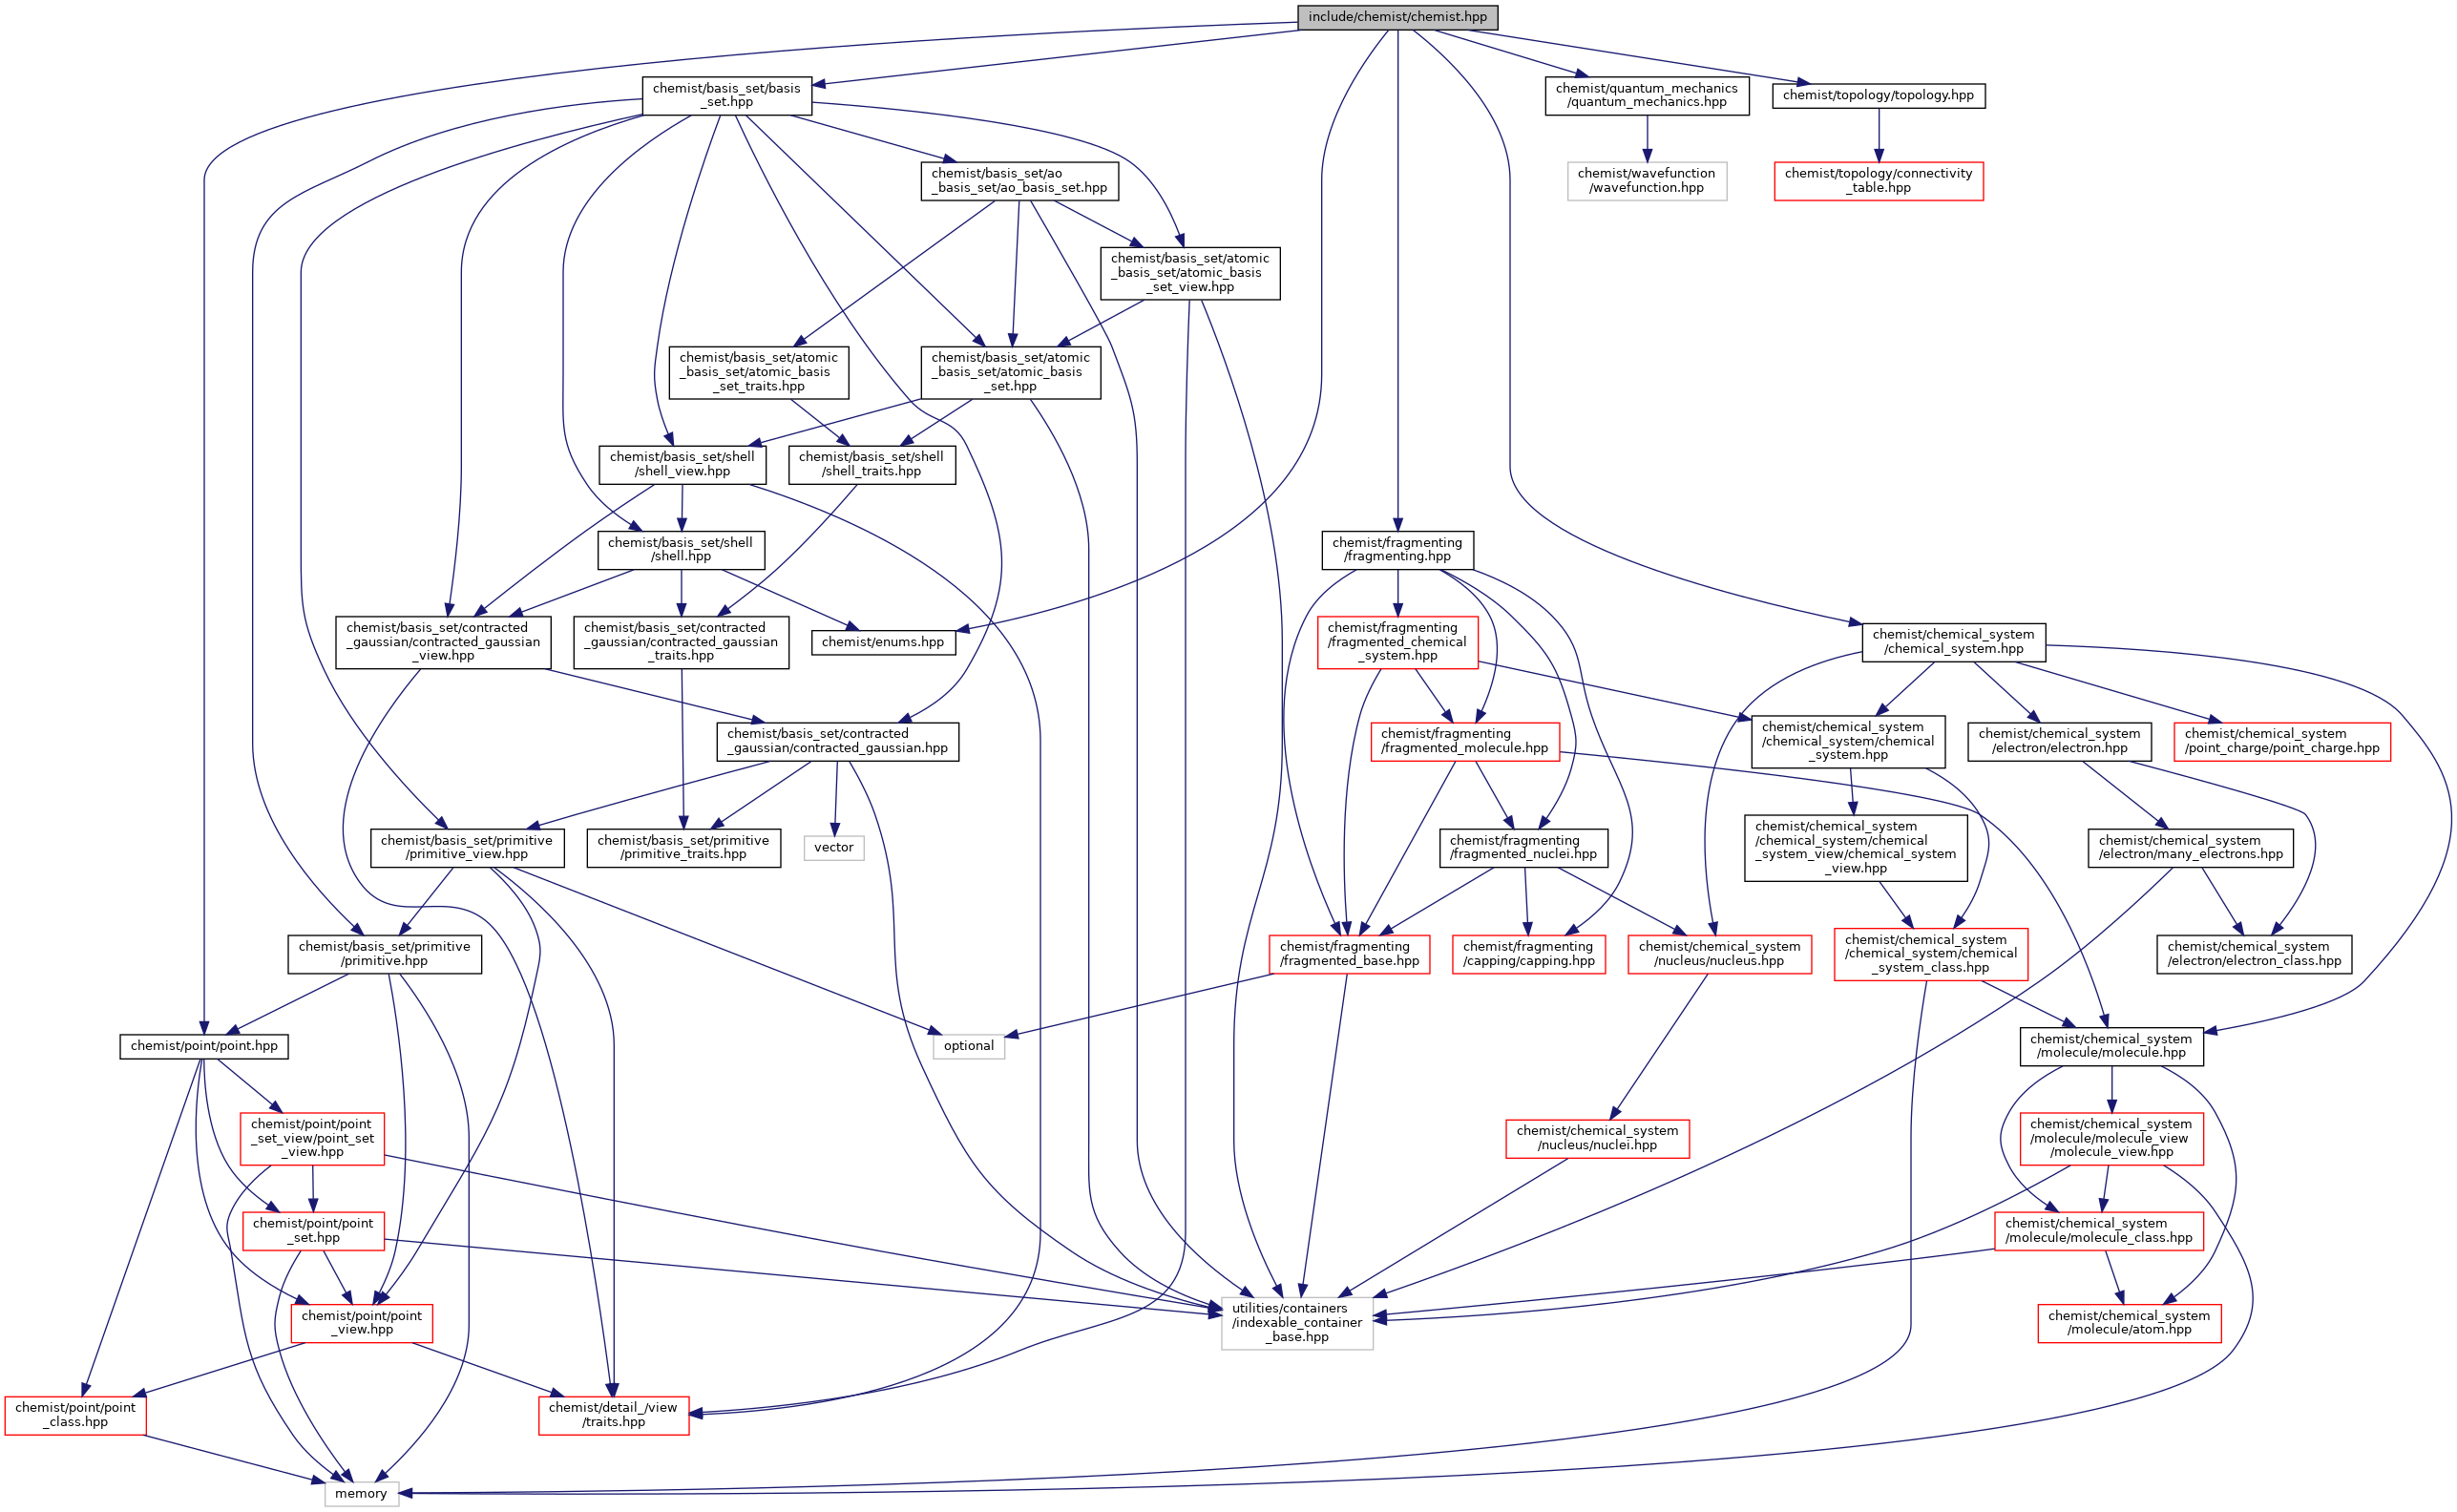 include/chemist/chemist.hpp
chemist/basis_set/basis
_set.hpp
chemist/quantum_mechanics
/quantum_mechanics.hpp
chemist/topology/topology.hpp
chemist/basis_set/ao
_basis_set/ao_basis_set.hpp
chemist/wavefunction
/wavefunction.hpp
chemist/topology/connectivity
_table.hpp
chemist/basis_set/atomic
_basis_set/atomic_basis
_set_view.hpp
chemist/basis_set/atomic
_basis_set/atomic_basis
_set_traits.hpp
chemist/basis_set/atomic
_basis_set/atomic_basis
_set.hpp
chemist/basis_set/shell
/shell_view.hpp
chemist/basis_set/shell
/shell_traits.hpp
chemist/basis_set/shell
/shell.hpp
chemist/fragmenting
/fragmenting.hpp
chemist/basis_set/contracted
_gaussian/contracted_gaussian
_view.hpp
chemist/basis_set/contracted
_gaussian/contracted_gaussian
_traits.hpp
chemist/enums.hpp
chemist/fragmenting
/fragmented_chemical
_system.hpp
chemist/chemical_system
/chemical_system.hpp
chemist/basis_set/contracted
_gaussian/contracted_gaussian.hpp
chemist/fragmenting
/fragmented_molecule.hpp
chemist/chemical_system
/chemical_system/chemical
_system.hpp
chemist/chemical_system
/electron/electron.hpp
chemist/chemical_system
/point_charge/point_charge.hpp
chemist/basis_set/primitive
/primitive_view.hpp
chemist/basis_set/primitive
/primitive_traits.hpp
vector
chemist/fragmenting
/fragmented_nuclei.hpp
chemist/chemical_system
/chemical_system/chemical
_system_view/chemical_system
_view.hpp
chemist/chemical_system
/electron/many_electrons.hpp
chemist/basis_set/primitive
/primitive.hpp
chemist/fragmenting
/fragmented_base.hpp
chemist/fragmenting
/capping/capping.hpp
chemist/chemical_system
/nucleus/nucleus.hpp
chemist/chemical_system
/chemical_system/chemical
_system_class.hpp
chemist/chemical_system
/electron/electron_class.hpp
chemist/point/point.hpp
optional
chemist/chemical_system
/molecule/molecule.hpp
chemist/point/point
_set_view/point_set
_view.hpp
chemist/chemical_system
/nucleus/nuclei.hpp
chemist/chemical_system
/molecule/molecule_view
/molecule_view.hpp
chemist/point/point
_set.hpp
chemist/chemical_system
/molecule/molecule_class.hpp
chemist/point/point
_view.hpp
utilities/containers
/indexable_container
_base.hpp
chemist/chemical_system
/molecule/atom.hpp
chemist/point/point
_class.hpp
chemist/detail_/view
/traits.hpp
memory